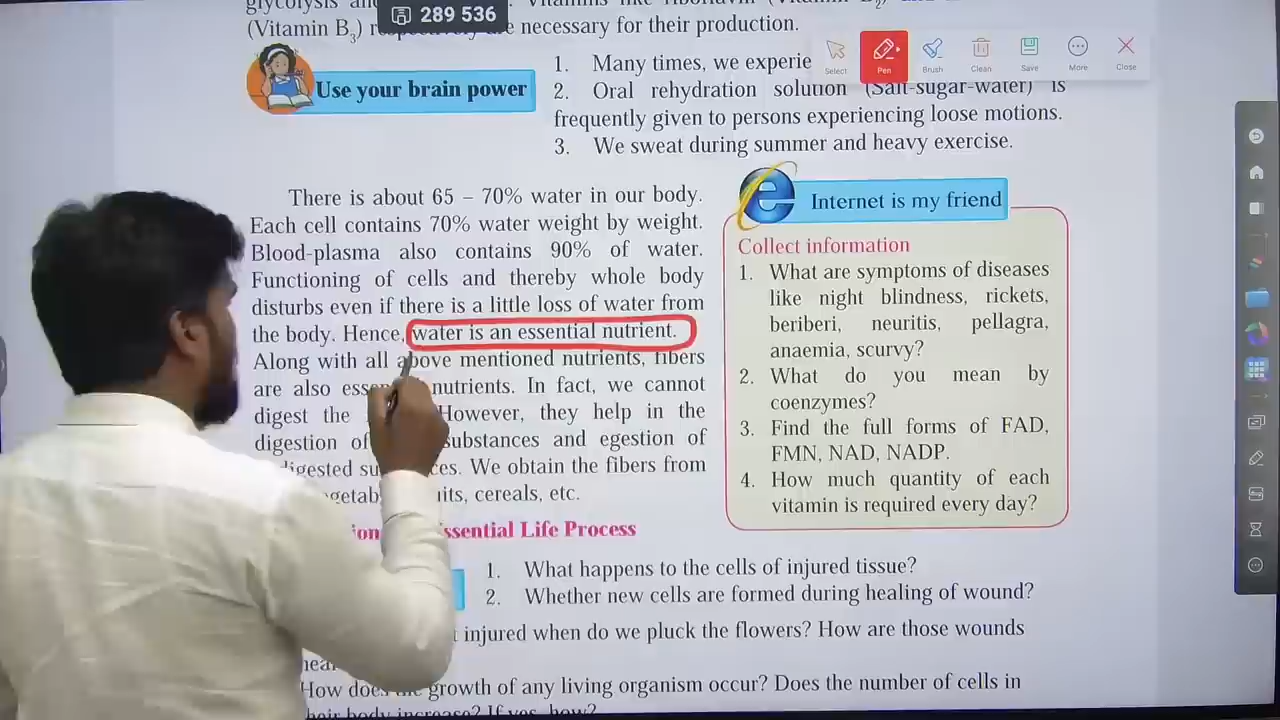 glycolysis and
289 536
(Vitamin B3) necessary for their production.
Select
Pen
Brush
Clean
Save
More
Close
Use your brain power
1. Many times, we experie
2. Oral rehydration solution (Salt-sugar-water) is
frequently given to persons experiencing loose motions.
3. We sweat during summer and heavy exercise.
There is about 65 – 70% water in our body.
Each cell contains 70% water weight by weight.
Blood-plasma also contains 90% of water.
Functioning of cells and thereby whole body
disturbs even if there is a little loss of water from
the body. Hence, water is an essential nutrient.
Along with all above mentioned nutrients, fibers
are also nutrients. In fact, we cannot
digest the However, they help in the
digestion of substances and egestion of
We obtain the fibers from
cereals, etc.
Internet is my friend
Collect information
1. What are symptoms of diseases
like night blindness, rickets,
beriberi, neuritis, pellagra,
anaemia, scurvy?
2. What do you mean by
coenzymes?
3. Find the full forms of FAD,
FMN, NAD, NADP.
4. How much quantity of each
vitamin is required every day?
Life Process
1. What happens to the cells of injured tissue?
2. Whether new cells are formed during healing of wound?
injured when do we pluck the flowers? How are those wounds
How does growth of any living organism occur? Does the number of cells in
their body increase? If yes, how?